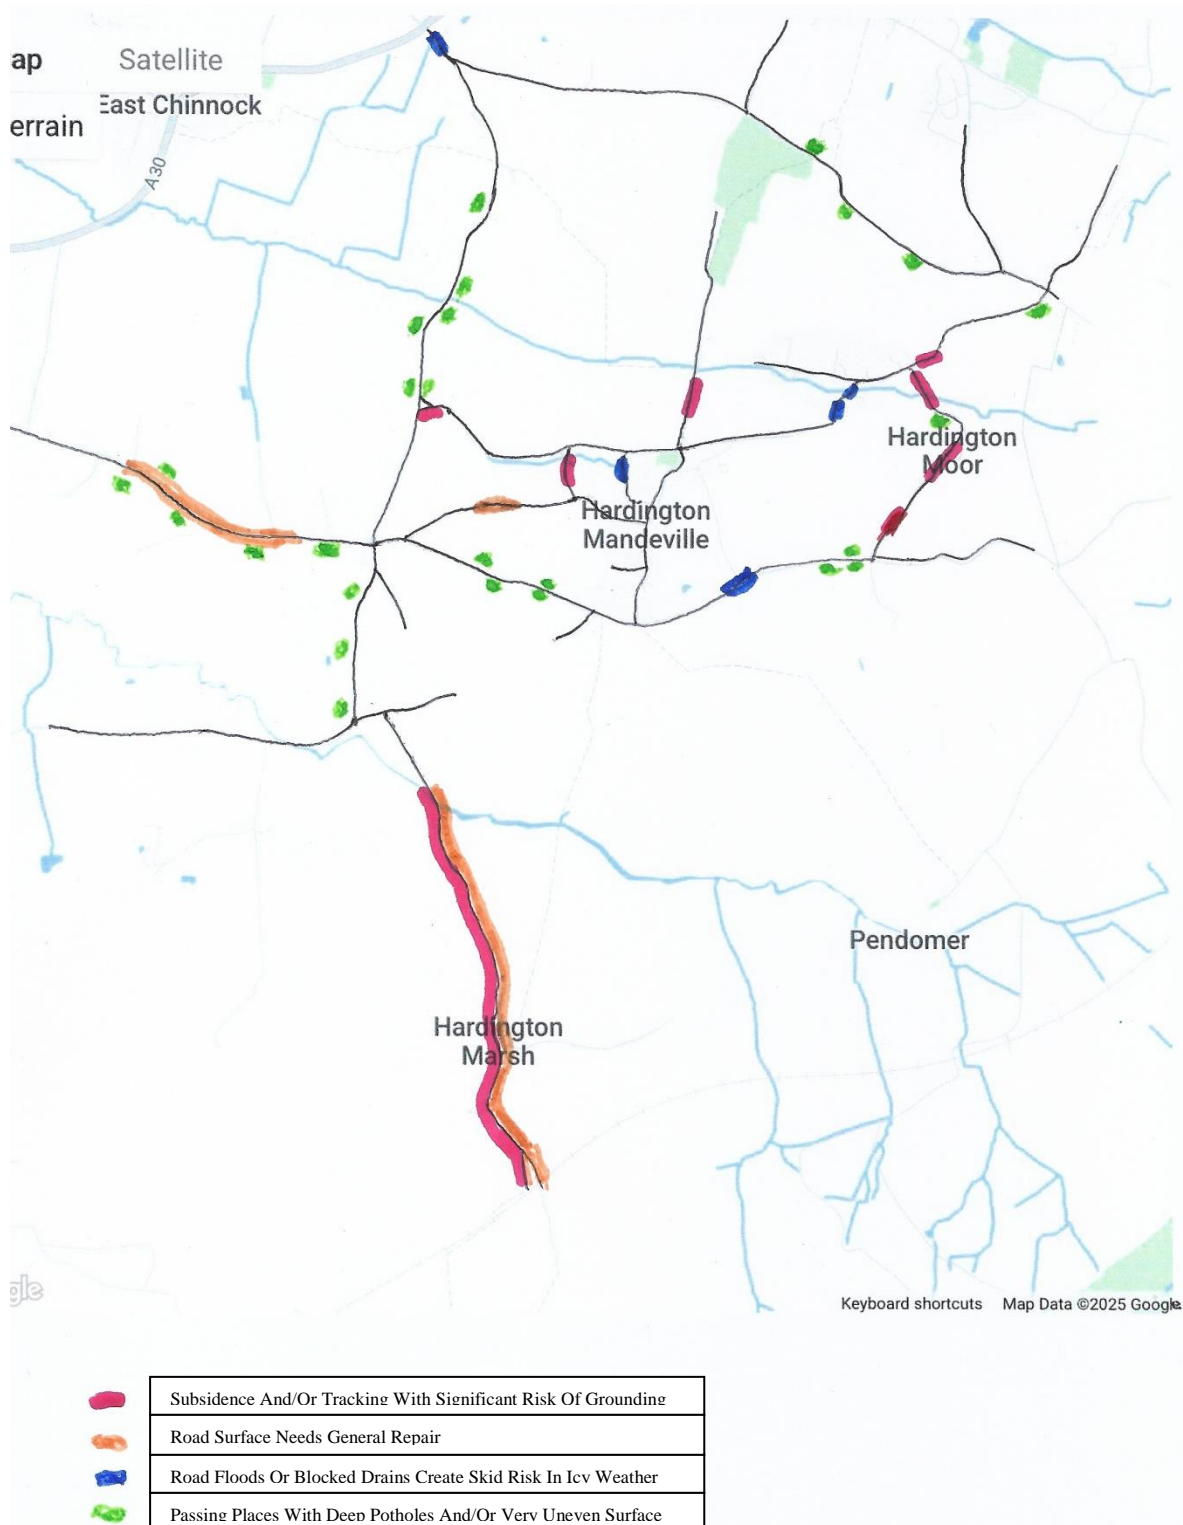 ap
Satellite
East Chinnock
errain
A30
Hardington
Moor
Hardington
Mandeville
Pendomer
Hardington
Marsh
gle
Keyboard shortcuts
Map Data ©2025 Google
Subsidence And/Or Tracking With Significant Risk Of Grounding
Road Surface Needs General Repair
Road Floods Or Blocked Drains Create Skid Risk In Icy Weather
Passing Places With Deep Potholes And/Or Very Uneven Surface